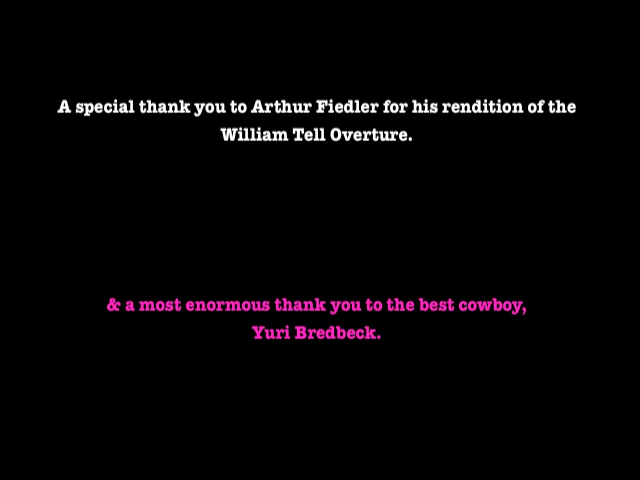 A special thank you to Arthur Fiedler for his rendition of the
William Tell Overture.
& a most enormous thank you to the best cowboy,
Yuri Bredbeck.